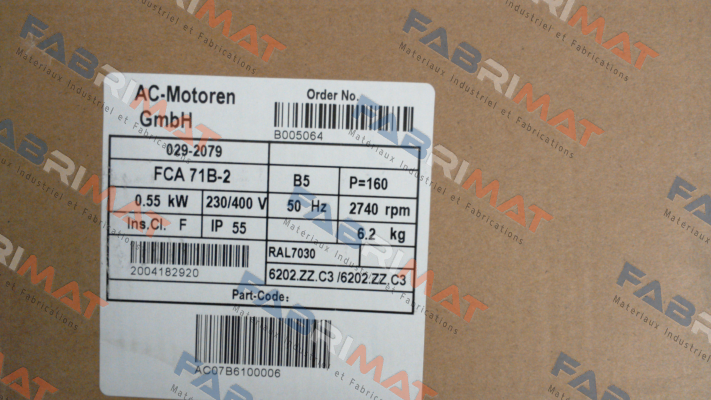 AC-Motoren
GmbH
Order No.
B005064
029-2079
FCA 71B-2
B5
P=160
0.55 kW
230/400 V
50 Hz
2740 rpm
Ins.Cl. F
IP 55
6.2 kg
2004182920
RAL7030
6202.ZZ.C3 /6202.ZZ.C3
Part-Code:
AC07B6100006
FABRIMAT
Materiaux Industriel et Fabrications